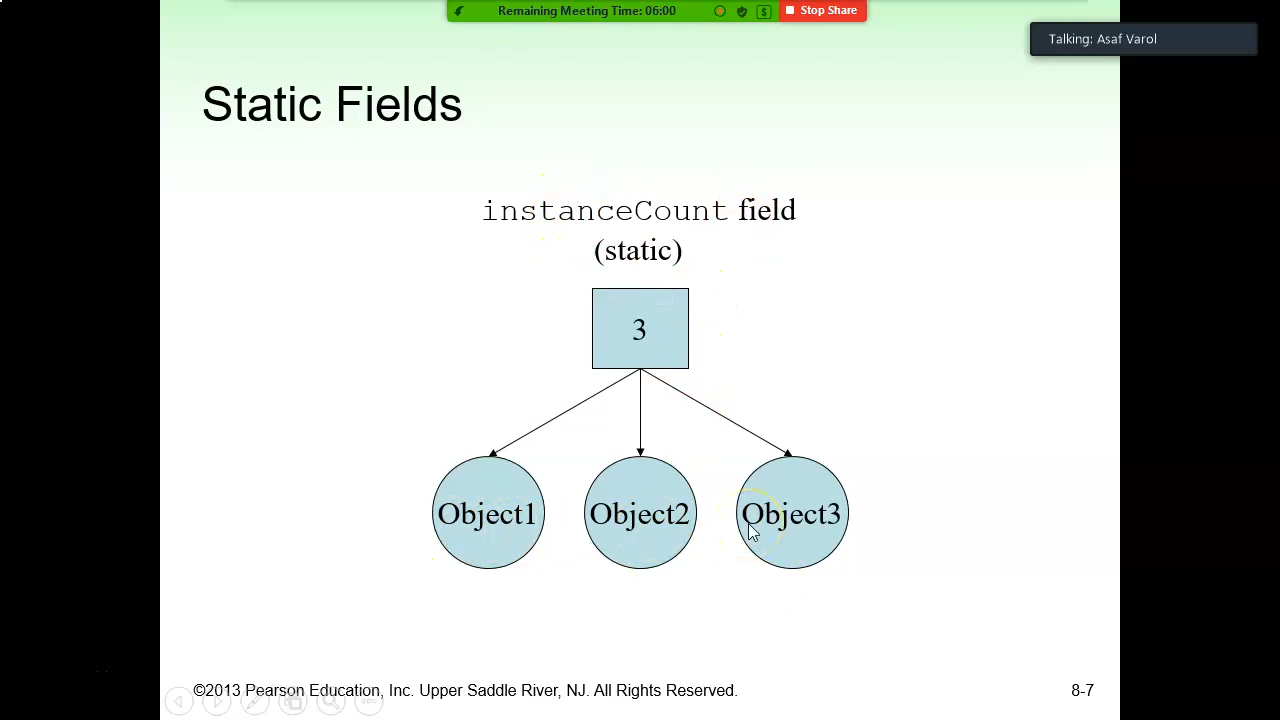 Remaining Meeting Time: 06:00
Stop Share
Talking: Asaf Varol
Static Fields
instanceCount field
(static)
3
Object1
Object2
Object3
©2013 Pearson Education, Inc. Upper Saddle River, NJ. All Rights Reserved.
8-7